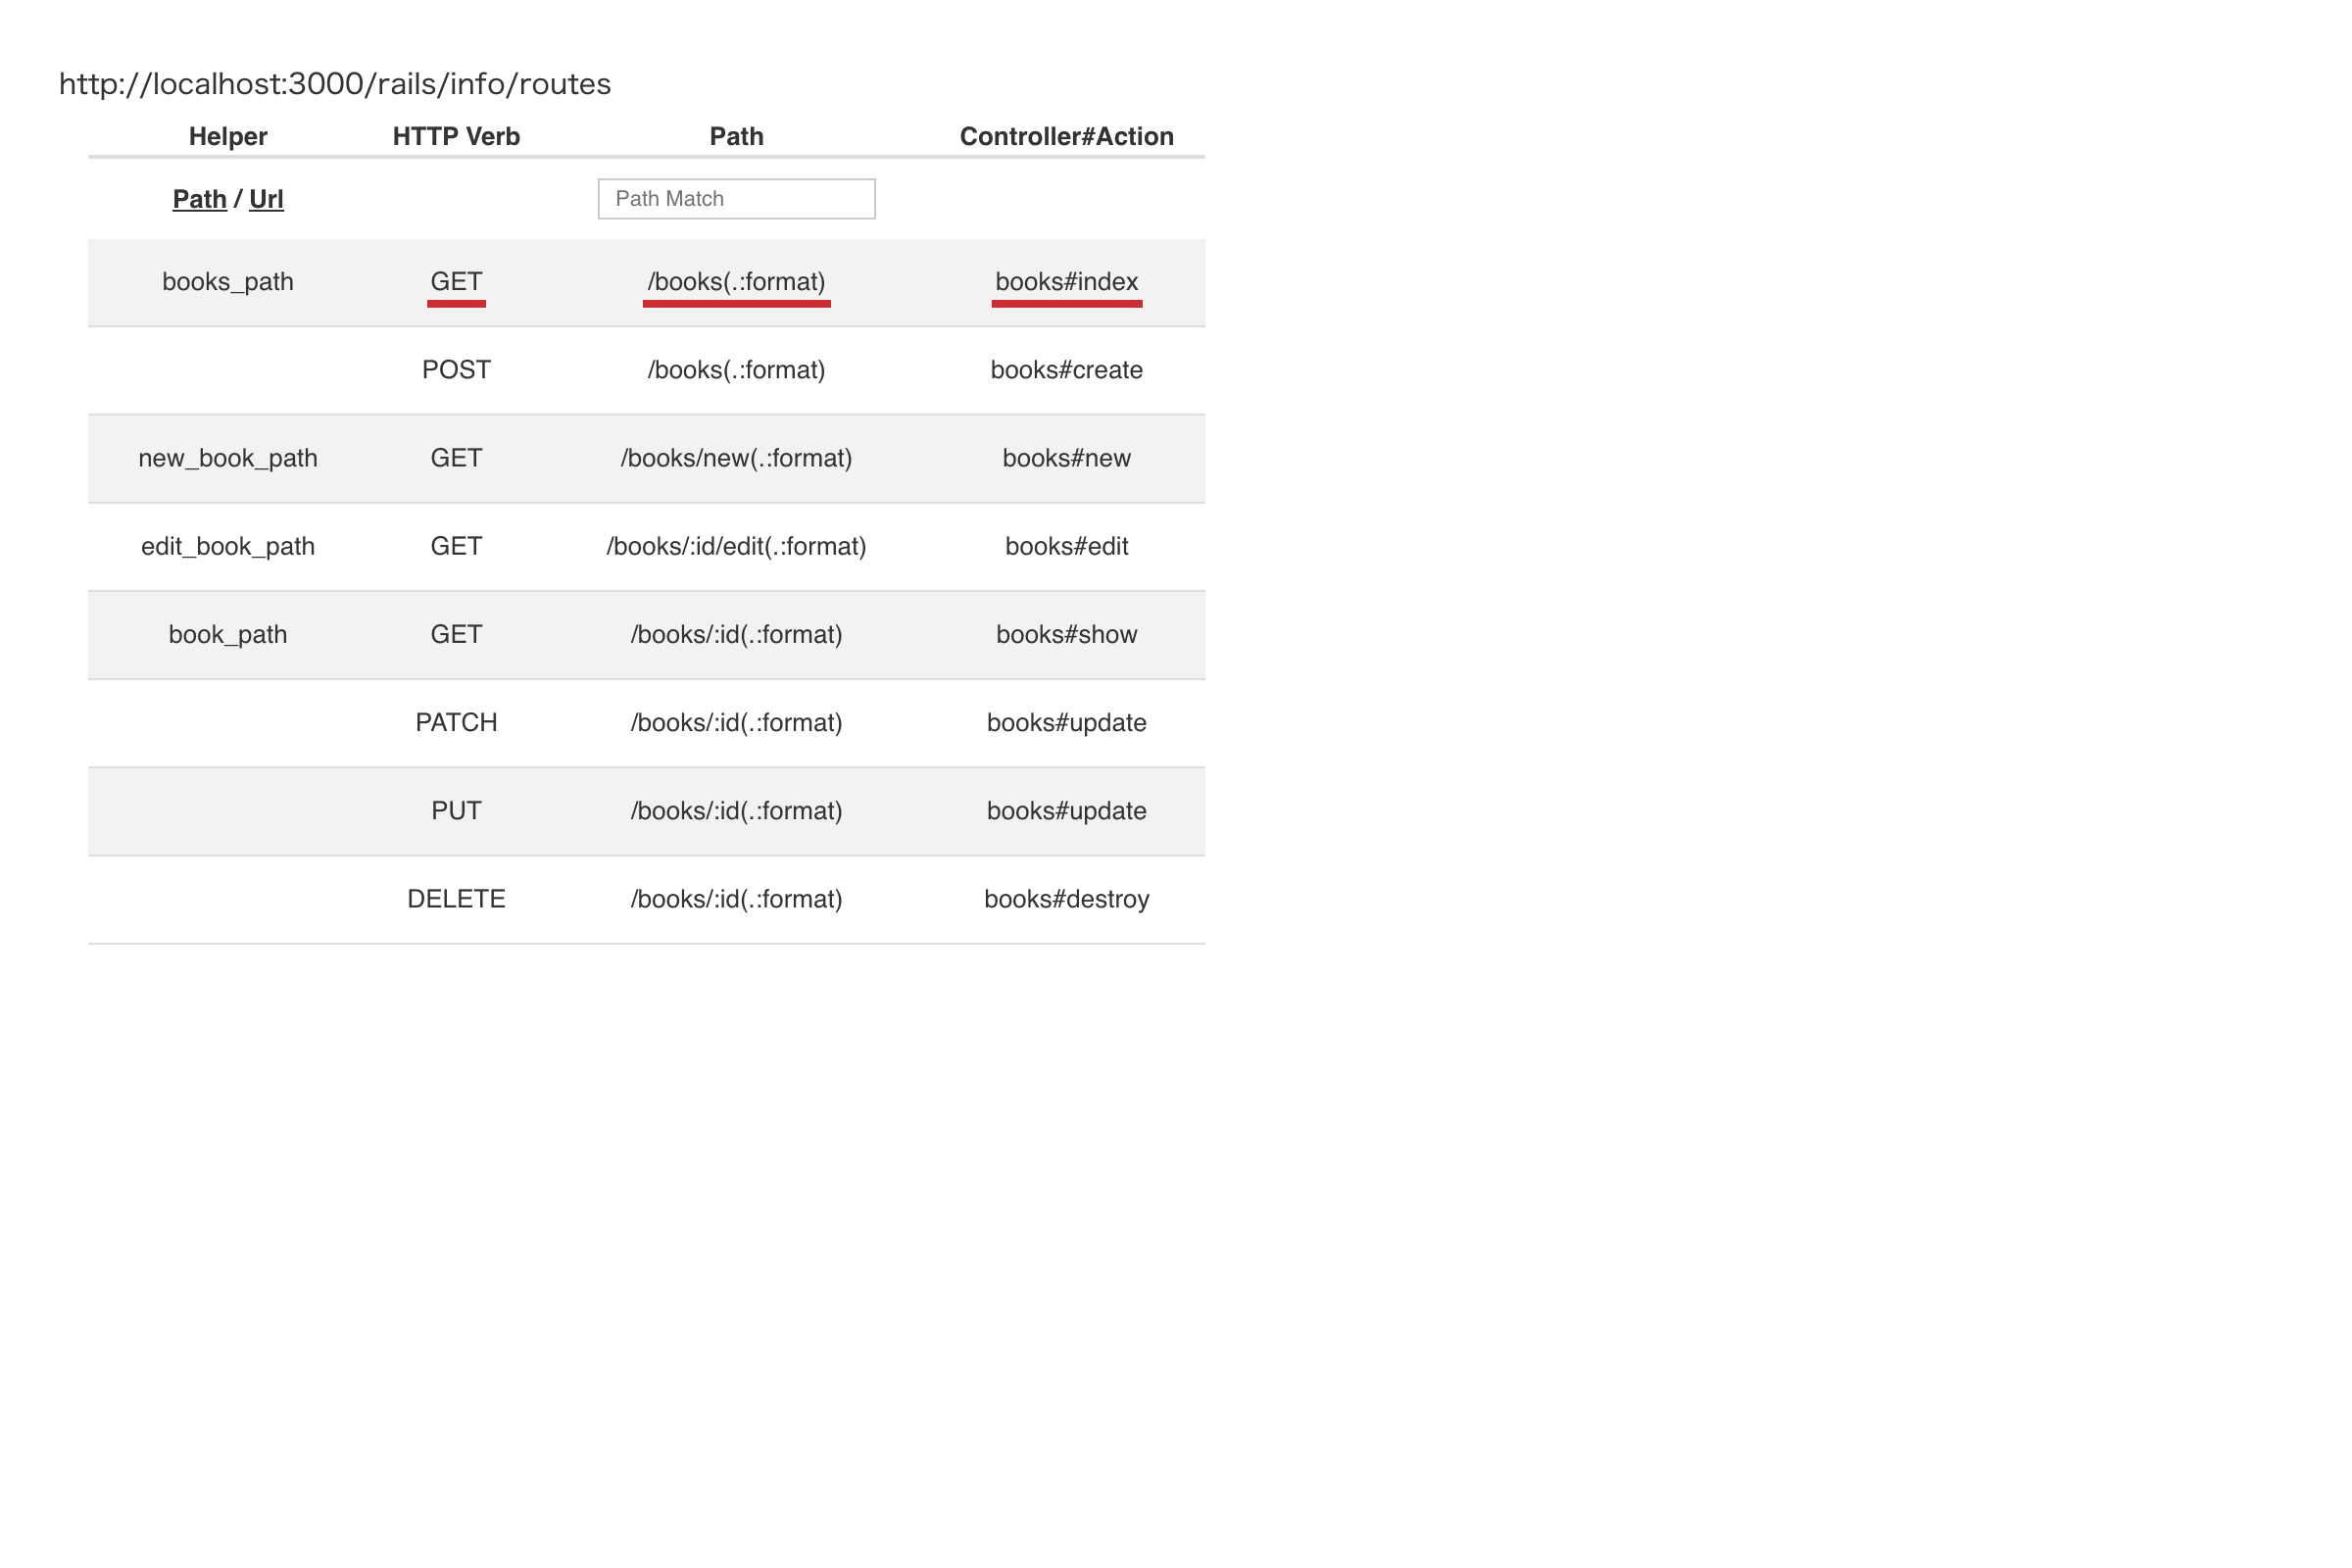 http://localhost:3000/rails/info/routes
Helper HTTP Verb Path Controller#Action
Path / Url Path Match
books_path GET /books(.:format) books#index
POST /books(.:format) books#create
new_book_path GET /books/new(.:format) books#new
edit_book_path GET /books/:id/edit(.:format) books#edit
book_path GET /books/:id(.:format) books#show
PATCH /books/:id(.:format) books#update
PUT /books/:id(.:format) books#update
DELETE /books/:id(.:format) books#destroy